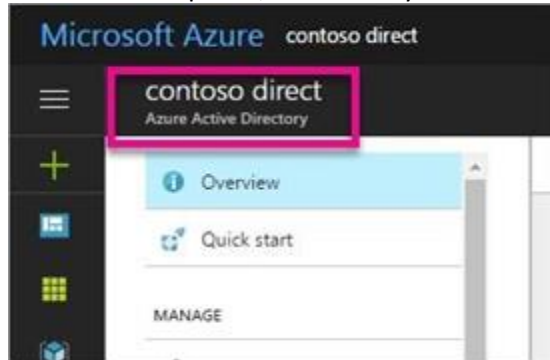 Microsoft Azure contoso direct
contoso direct
Azure Active Directory
Overview
Quick start
MANAGE